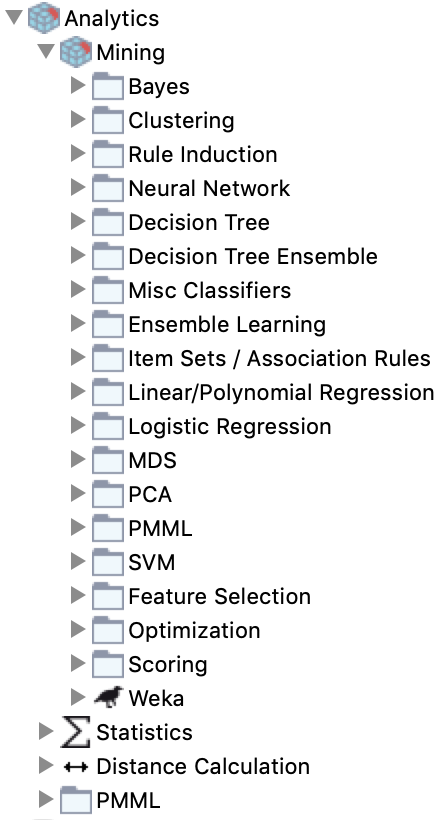 Analytics
Mining
Bayes
Clustering
Rule Induction
Neural Network
Decision Tree
Decision Tree Ensemble
Misc Classifiers
Ensemble Learning
Item Sets / Association Rules
Linear/Polynomial Regression
Logistic Regression
MDS
PCA
PMML
SVM
Feature Selection
Optimization
Scoring
Weka
Statistics
Distance Calculation
PMML